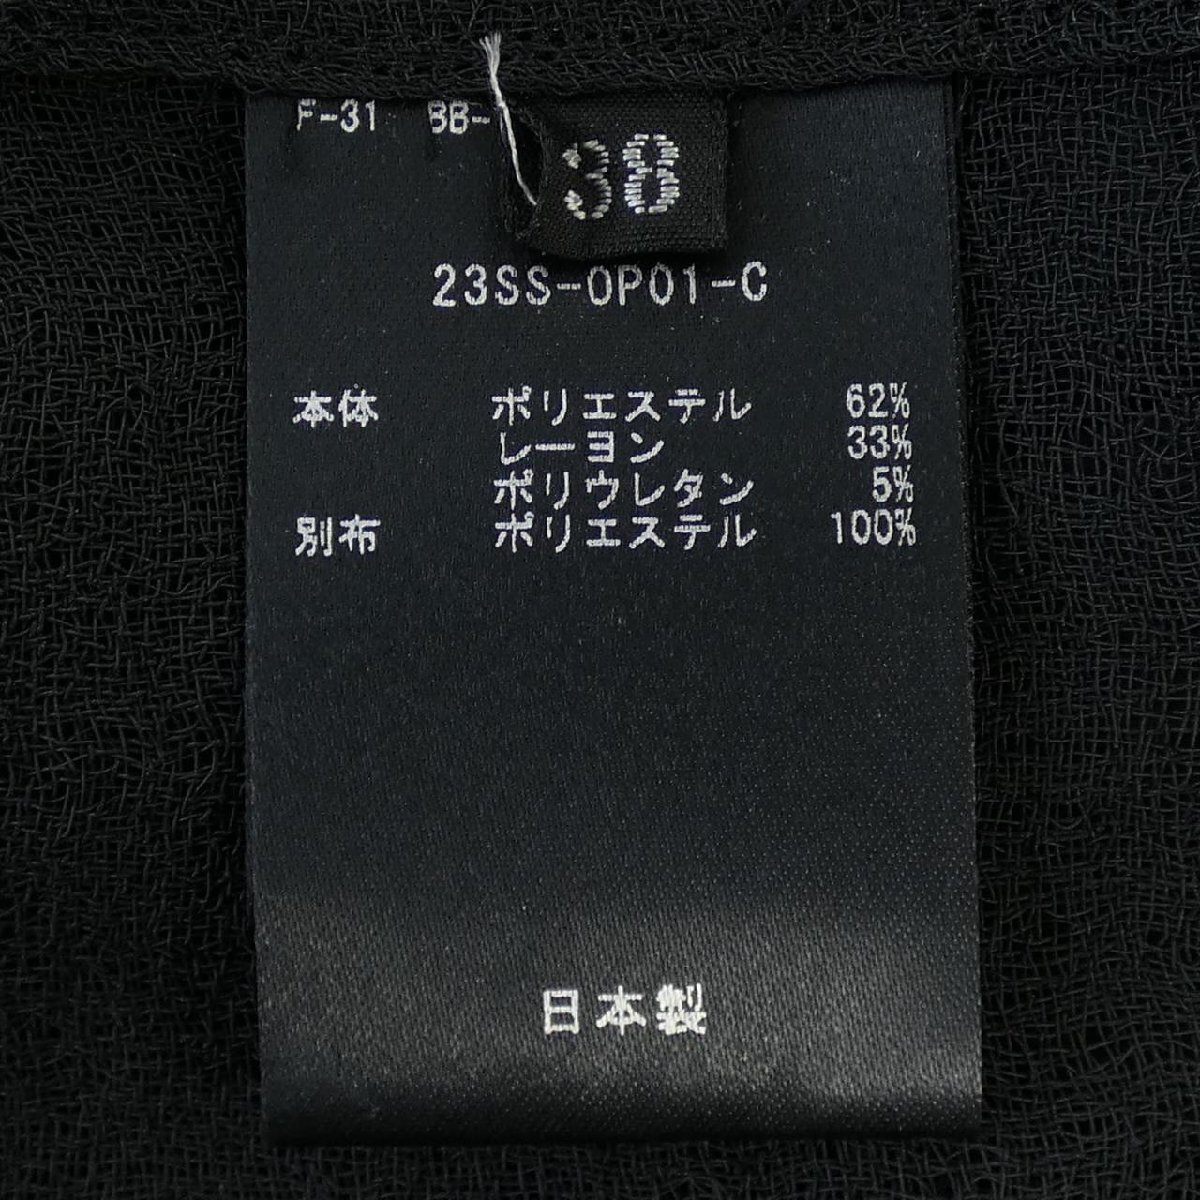 F-31 BB-
38
23SS-OP01-C
本体 ポリエステル 62%
レーヨン 33%
ポリウレタン 5%
別布 ポリエステル 100%
日本製